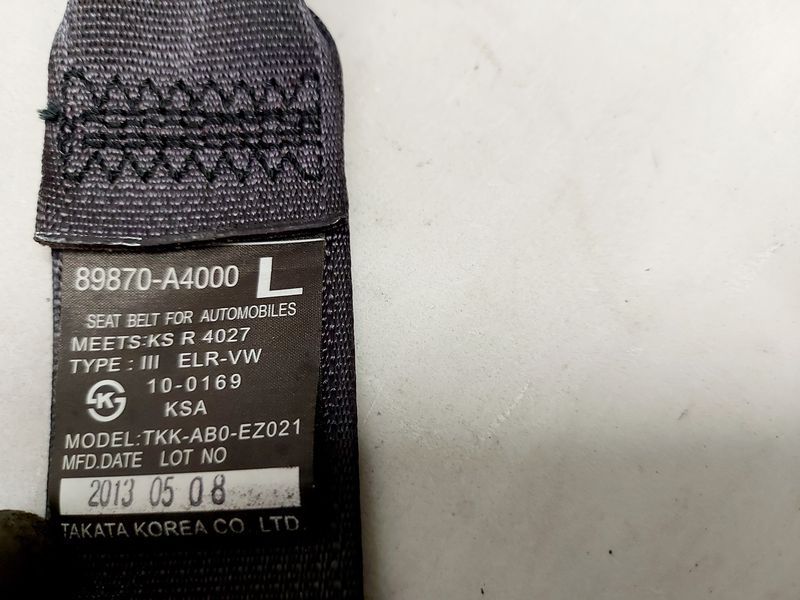 89870-A4000 L
SEAT BELT FOR AUTOMOBILES
MEETS:KS R 4027
TYPE : III ELR-VW
K 10-0169
KSA
MODEL:TKK-AB0-EZ021
MFD.DATE LOT NO
2013 05 08
TAKATA KOREA CO. LTD.